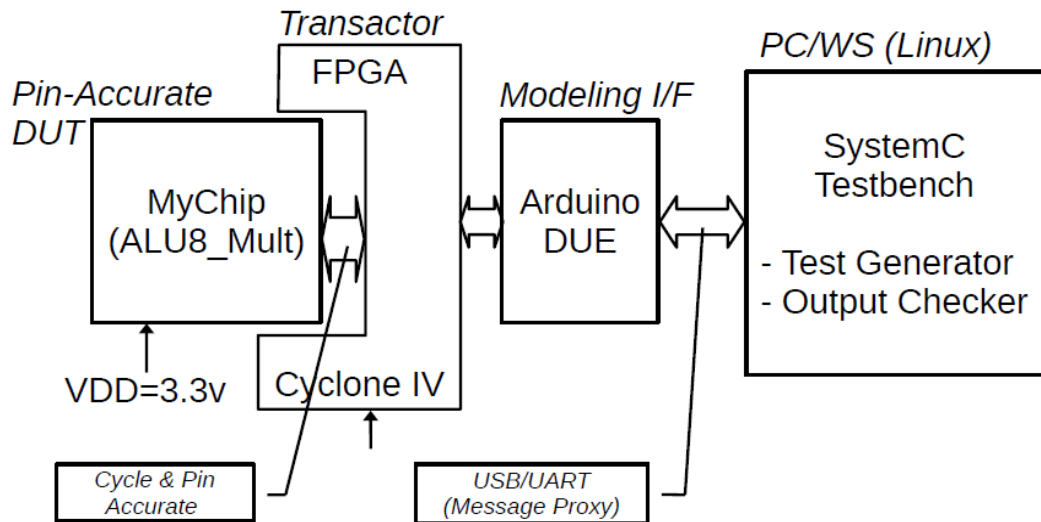 Transactor
FPGA
Cyclone IV
Pin-Accurate
DUT
MyChip
(ALU8_Mult)
VDD=3.3v
Modeling I/F
Arduino
DUE
PC/WS (Linux)
SystemC
Testbench
- Test Generator
- Output Checker
Cycle & Pin
Accurate
USB/UART
(Message Proxy)